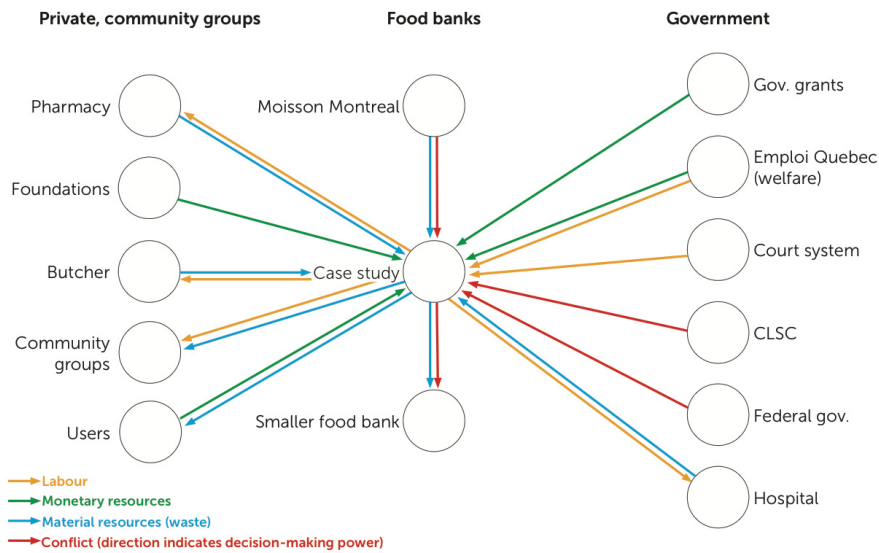 Private, community groups
Food banks
Government
Pharmacy
Foundations
Butcher
Community
groups
Users
Moisson Montreal
Case study
Smaller food bank
Gov. grants
Emploi Quebec
(welfare)
Court system
CLSC
Federal gov.
Hospital
Labour
Monetary resources
Material resources (waste)
Conflict (direction indicates decision-making power)